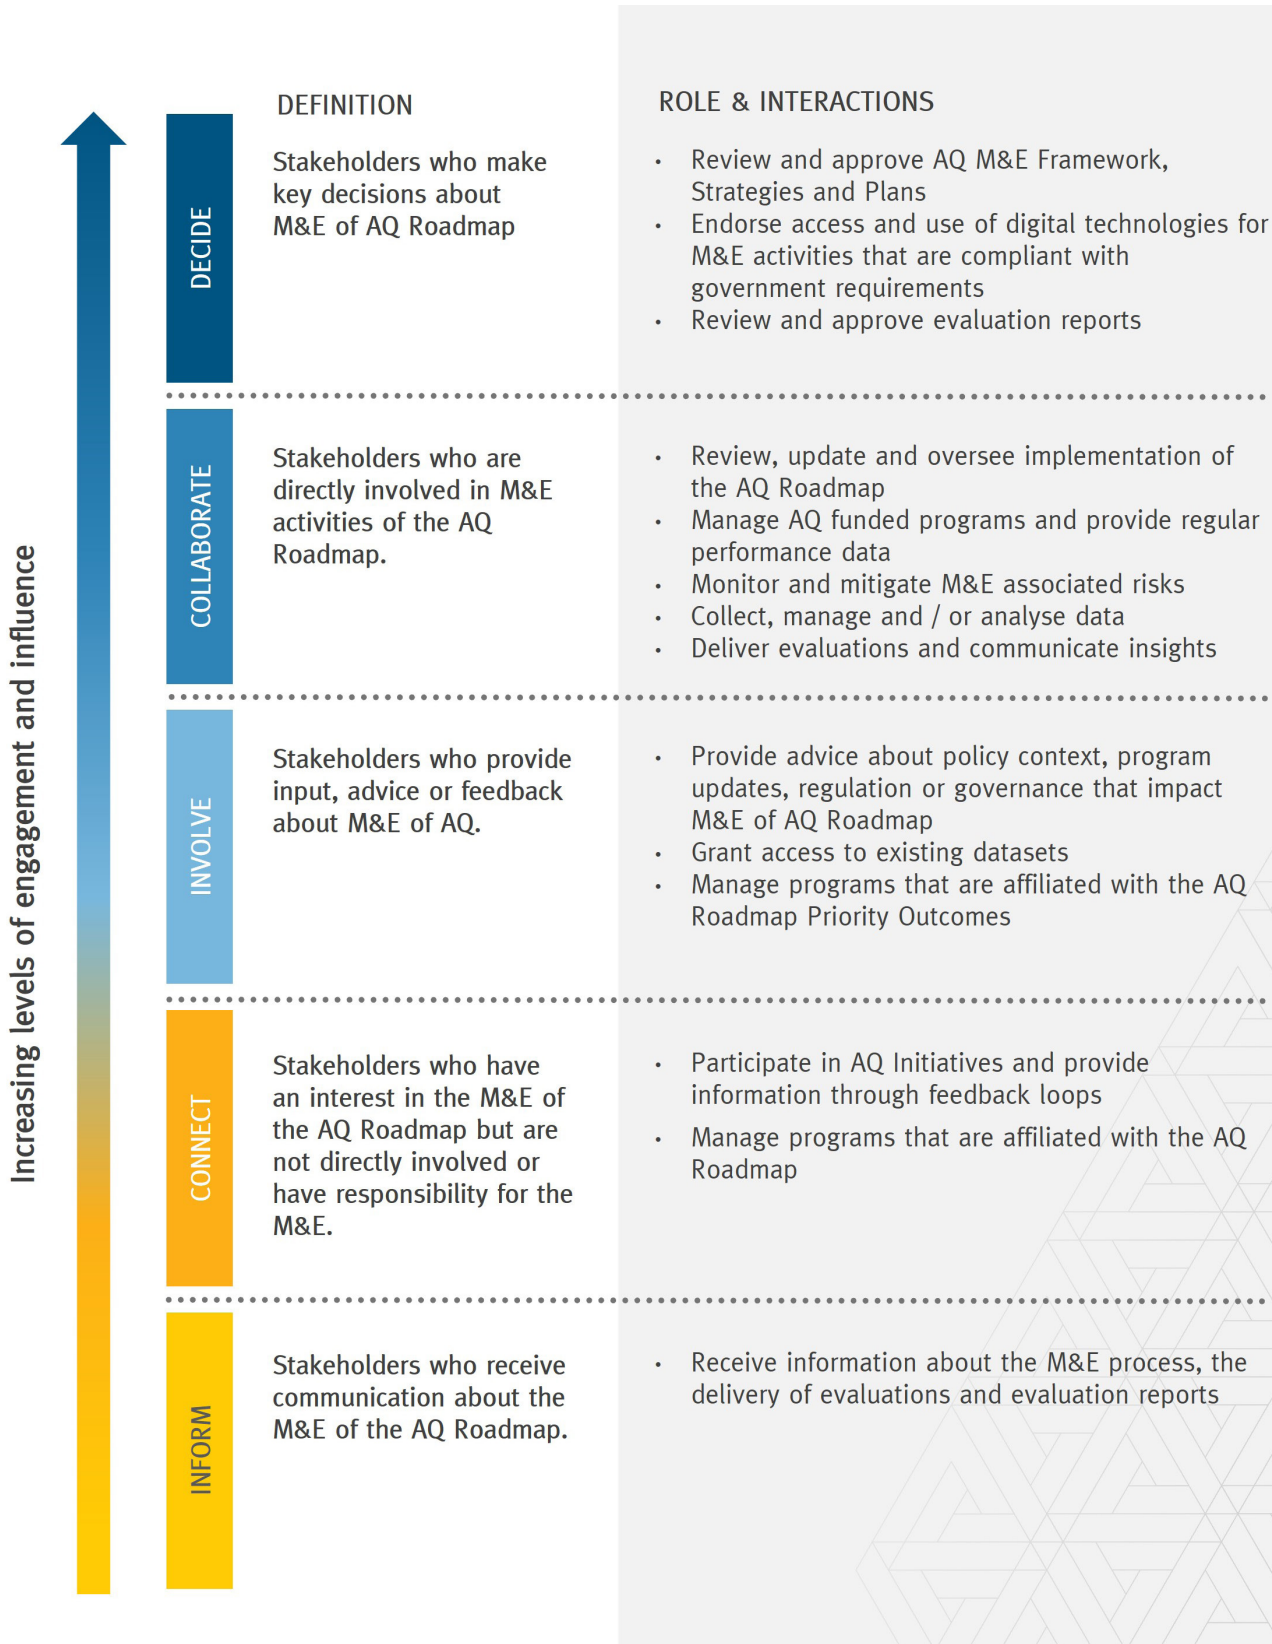 Increasing levels of engagement and influence
DEFINITION
ROLE & INTERACTIONS
DECIDE
Stakeholders who make
key decisions about
M&E of AQ Roadmap
• Review and approve AQ M&E Framework,
Strategies and Plans
• Endorse access and use of digital technologies for
M&E activities that are compliant with
government requirements
• Review and approve evaluation reports
COLLABORATE
Stakeholders who are
directly involved in M&E
activities of the AQ
Roadmap.
• Review, update and oversee implementation of
the AQ Roadmap
• Manage AQ funded programs and provide regular
performance data
• Monitor and mitigate M&E associated risks
• Collect, manage and / or analyse data
• Deliver evaluations and communicate insights
INVOLVE
Stakeholders who provide
input, advice or feedback
about M&E of AQ.
• Provide advice about policy context, program
updates, regulation or governance that impact
M&E of AQ Roadmap
• Grant access to existing datasets
• Manage programs that are affiliated with the AQ
Roadmap Priority Outcomes
CONNECT
Stakeholders who have
an interest in the M&E of
the AQ Roadmap but are
not directly involved or
have responsibility for the
M&E.
• Participate in AQ Initiatives and provide
information through feedback loops
• Manage programs that are affiliated with the AQ
Roadmap
INFORM
Stakeholders who receive
communication about the
M&E of the AQ Roadmap.
• Receive information about the M&E process, the
delivery of evaluations and evaluation reports